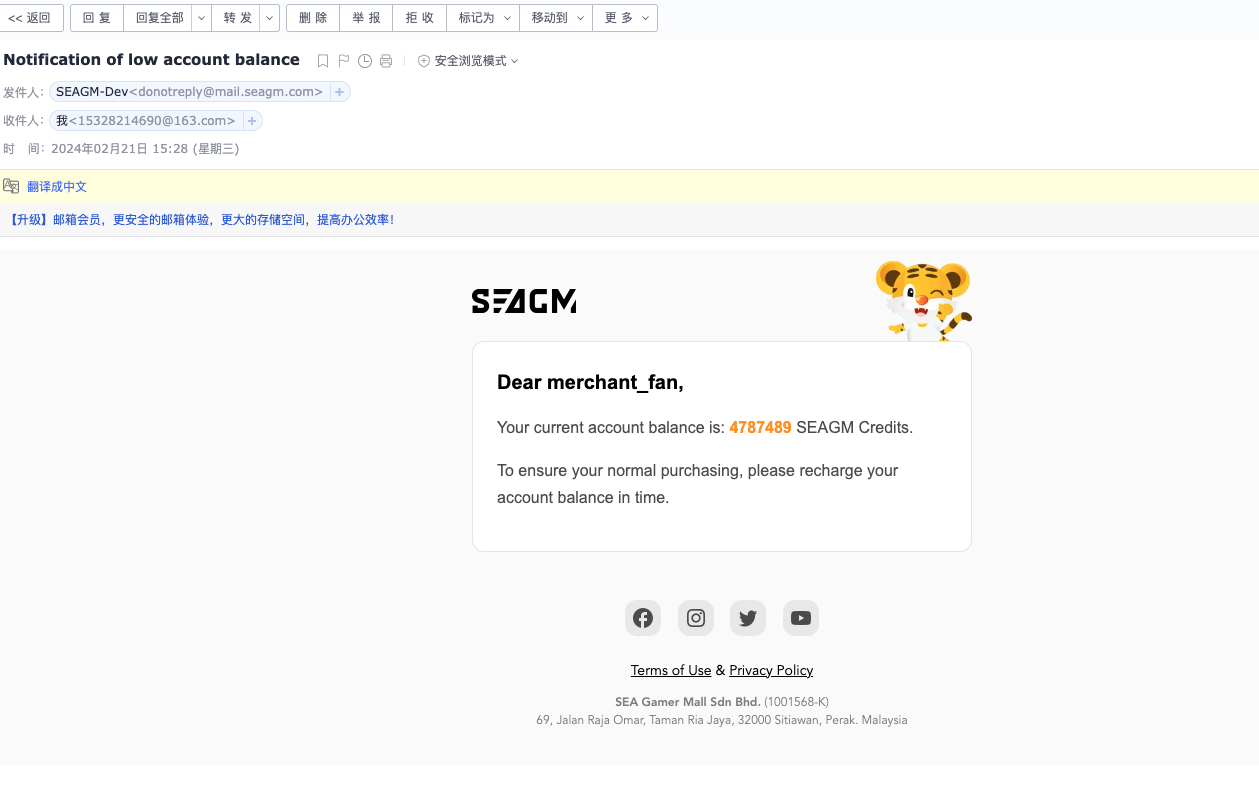 << 返回 回 复 回复全部 转 发 删 除 举 报 拒 收 标记为 移动到 更 多
Notification of low account balance 安全浏览模式
发件人： SEAGM-Dev<donotreply@mail.seagm.com> +
收件人： 我<15328214690@163.com> +
时 间： 2024年02月21日 15:28 (星期三)
翻译成中文
【升级】邮箱会员，更安全的邮箱体验，更大的存储空间，提高办公效率！
SEAGM
Dear merchant_fan,
Your current account balance is: 4787489 SEAGM Credits.
To ensure your normal purchasing, please recharge your
account balance in time.
Terms of Use & Privacy Policy
SEA Gamer Mall Sdn Bhd. (1001568-K)
69, Jalan Raja Omar, Taman Ria Jaya, 32000 Sitiawan, Perak. Malaysia